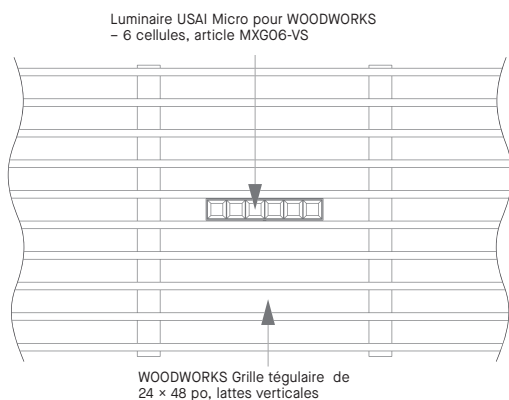 Luminaire USAI Micro pour WOODWORKS
– 6 cellules, article MXG06-VS
WOODWORKS Grille tégulaire de
24 × 48 po, lattes verticales